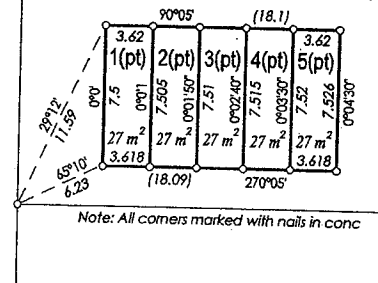 90°05'
(18.1)
3.62
3.62
1(pt)
2(pt)
3(pt)
4(pt)
5(pt)
0°0'
7.5
0°0'1
7.505
0°01'50"
7.51
0°02'40"
7.515
0°03'30"
7.52
7.526
0°04'30"
27 m²
27 m²
27 m²
27 m²
27 m²
3.618
3.618
29°12'
11.59
65°10'
6.23
(18.09)
270°05'
Note: All corners marked with nails in conc